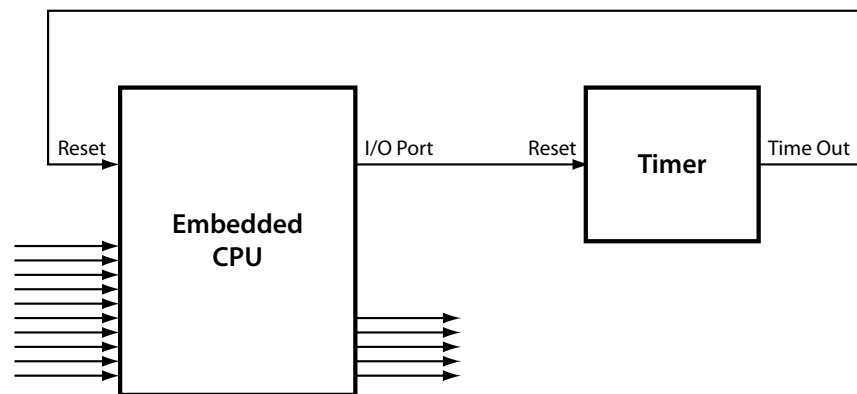 Reset
I/O Port
Reset
Timer
Time Out
Embedded
CPU